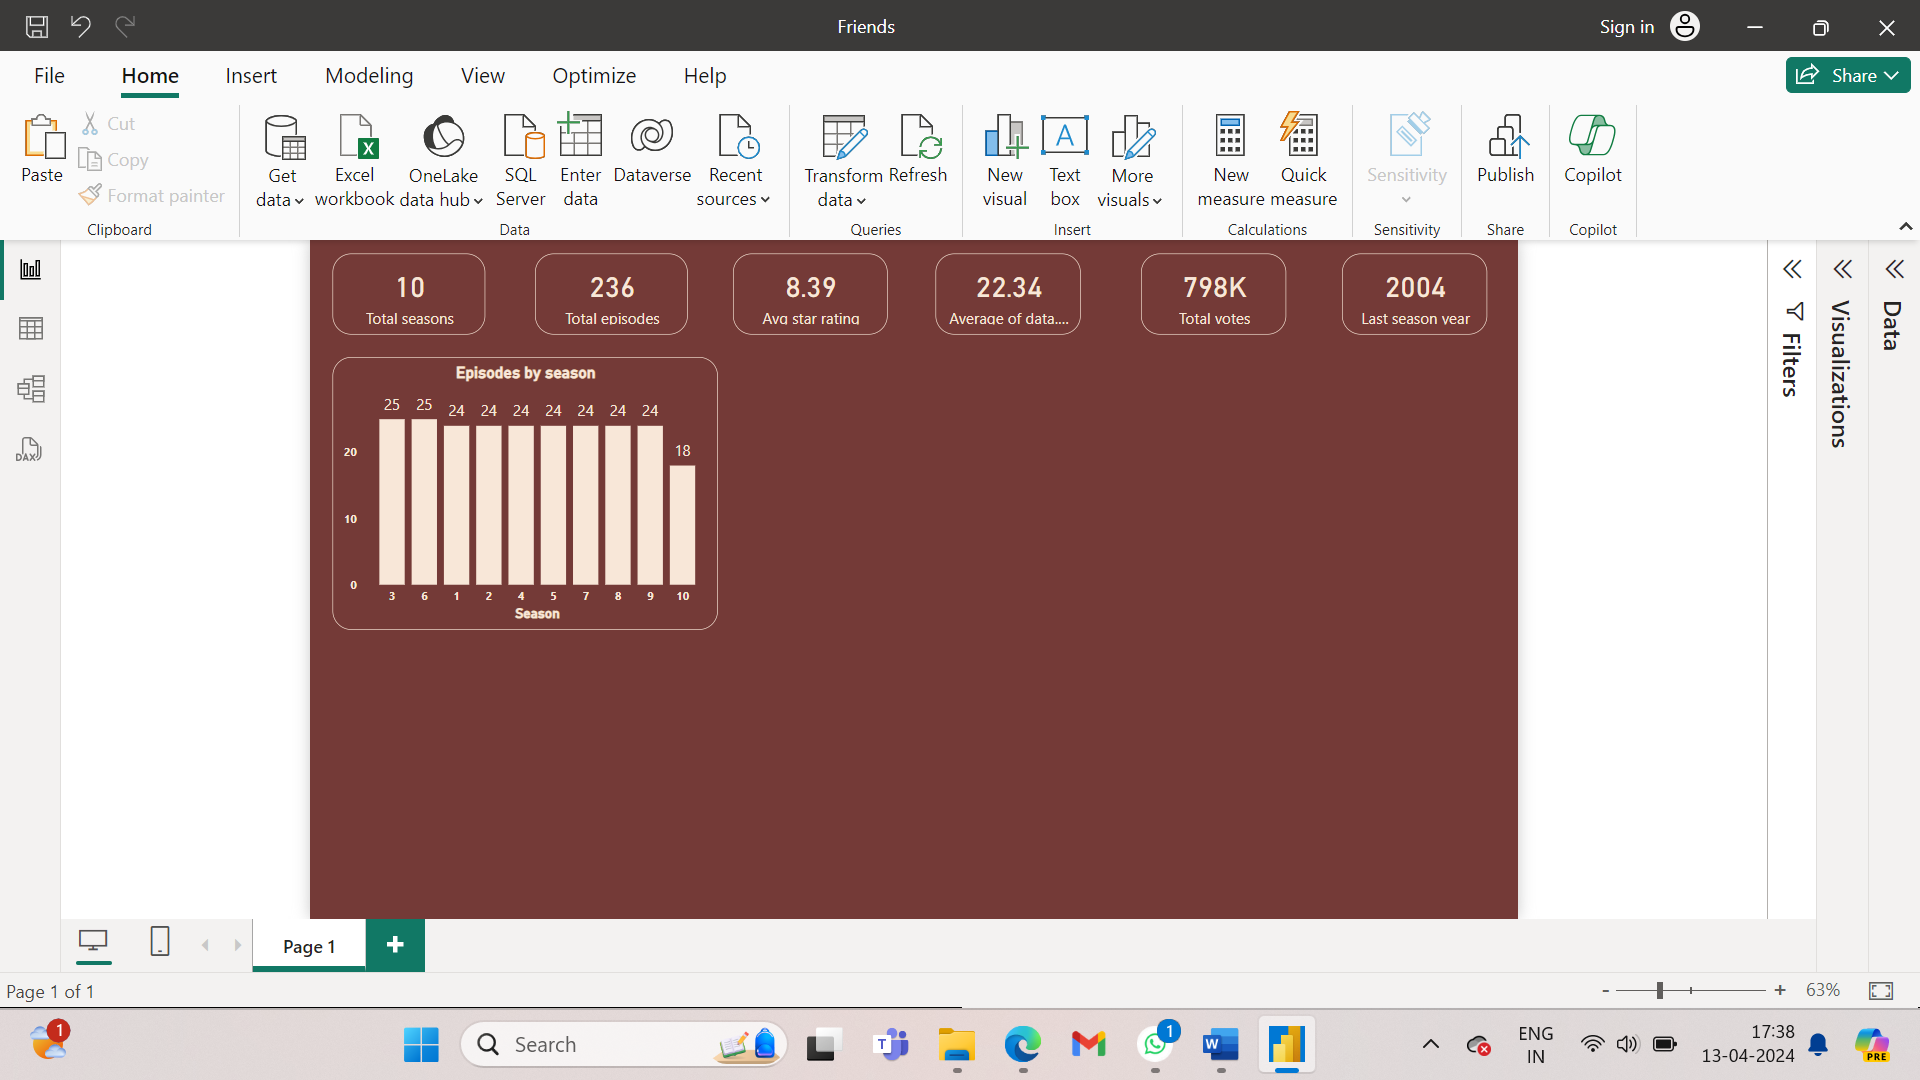 Friends
Sign in
File Home Insert Modeling View Optimize Help
Share
Paste
Cut
Copy
Format painter
Clipboard
Get data
Excel workbook
OneLake data hub
SQL Server
Enter data
Dataverse
Recent sources
Data
Transform data
Refresh
Queries
New visual
Text box
More visuals
Insert
New measure
Quick measure
Calculations
Sensitivity
Sensitivity
Publish
Share
Copilot
Copilot
DAX
10
Total seasons
236
Total episodes
8.39
Avg star rating
22.34
Average of data....
798K
Total votes
2004
Last season year
Episodes by season
25 25 24 24 24 24 24 24 24 18
20
10
0
3 6 1 2 4 5 7 8 9 10
Season
Filters
Visualizations
Data
Page 1
Page 1 of 1
- + 63%
1
Search
1
ENG
IN
17:38
13-04-2024
PRE